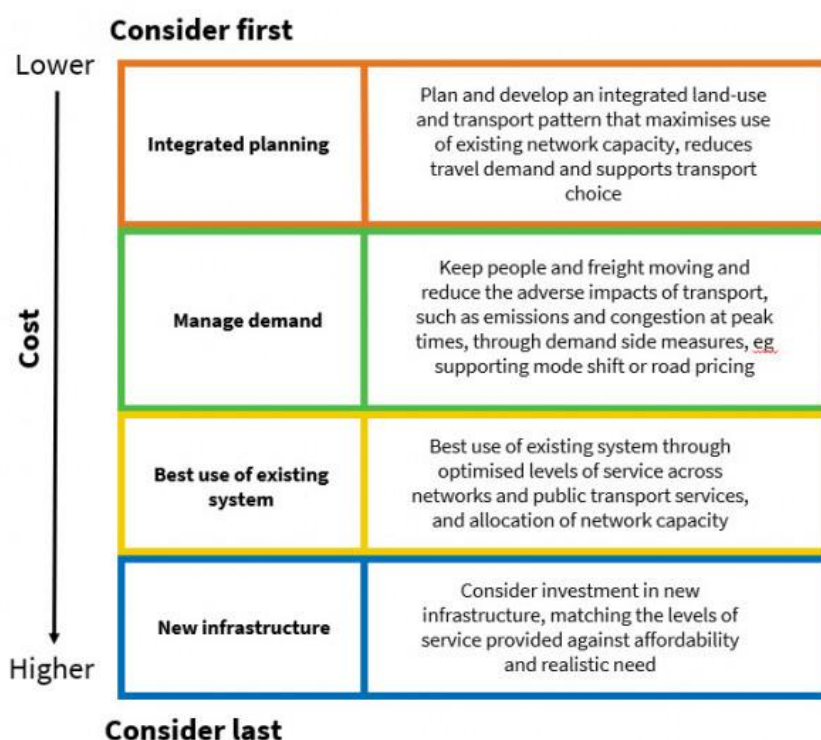 Consider first
Lower
Integrated planning
Plan and develop an integrated land-use
and transport pattern that maximises use
of existing network capacity, reduces
travel demand and supports transport
choice
Manage demand
Keep people and freight moving and
reduce the adverse impacts of transport,
such as emissions and congestion at peak
times, through demand side measures, eg
supporting mode shift or road pricing
Cost
Best use of existing
system
Best use of existing system through
optimised levels of service across
networks and public transport services,
and allocation of network capacity
New infrastructure
Consider investment in new
infrastructure, matching the levels of
service provided against affordability
and realistic need
Higher
Consider last